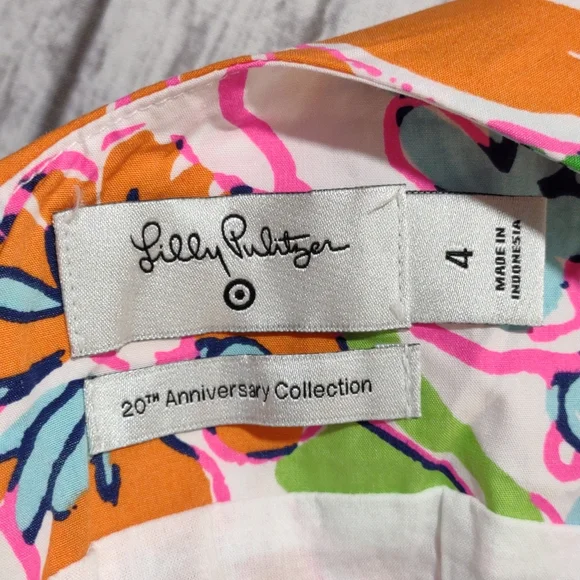 Lilly Pulitzer
4
MADE IN
INDONESIA
20TH Anniversary Collection